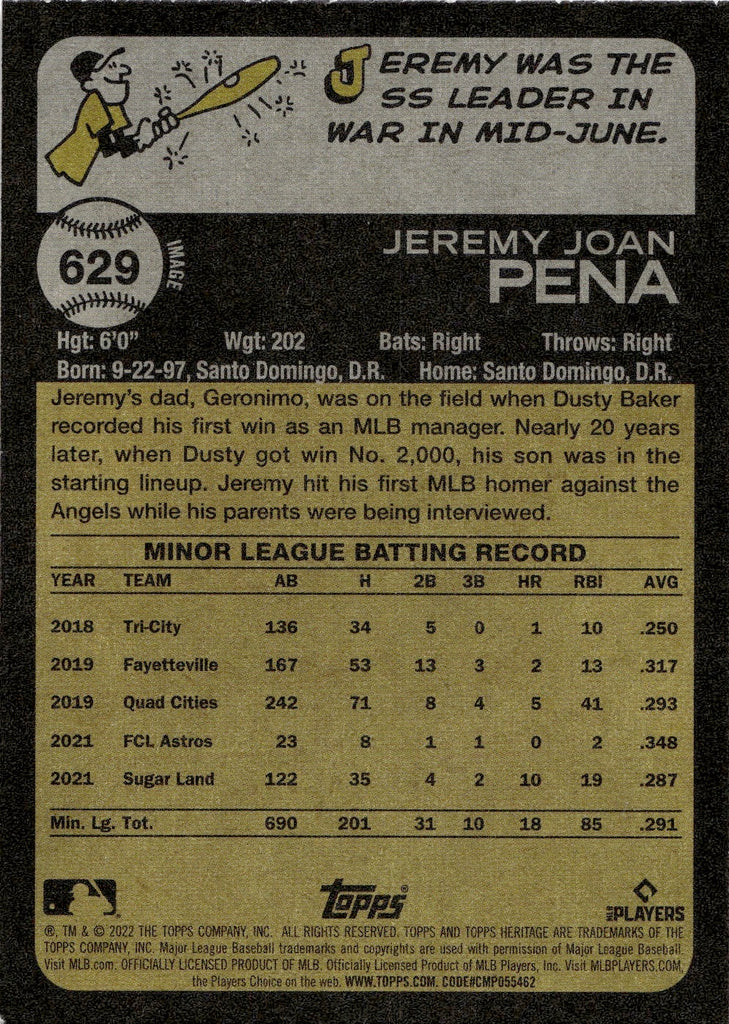 JEREMY WAS THE
SS LEADER IN
WAR IN MID-JUNE.
629
IMAGE
JEREMY JOAN
PENA
Hgt: 6'0" Wgt: 202 Bats: Right Throws: Right
Born: 9-22-97, Santo Domingo, D.R. Home: Santo Domingo, D.R.
Jeremy's dad, Geronimo, was on the field when Dusty Baker
recorded his first win as an MLB manager. Nearly 20 years
later, when Dusty got win No. 2,000, his son was in the
starting lineup. Jeremy hit his first MLB homer against the
Angels while his parents were being interviewed.
MINOR LEAGUE BATTING RECORD
YEAR TEAM AB H 2B 3B HR RBI AVG
2018 Tri-City 136 34 5 0 1 10 .250
2019 Fayetteville 167 53 13 3 2 13 .317
2019 Quad Cities 242 71 8 4 5 41 .293
2021 FCL Astros 23 8 1 1 0 2 .348
2021 Sugar Land 122 35 4 2 10 19 .287
Min. Lg. Tot. 690 201 31 10 18 85 .291
topps®
MLB PLAYERS
®, TM & © 2022 THE TOPPS COMPANY, INC. ALL RIGHTS RESERVED. TOPPS AND TOPPS HERITAGE ARE TRADEMARKS OF THE
TOPPS COMPANY, INC. Major League Baseball trademarks and copyrights are used with permission of Major League Baseball.
Visit MLB.com. OFFICIALLY LICENSED PRODUCT OF MLB. Officially Licensed Product of MLB Players, Inc. Visit MLBPLAYERS.COM,
the Players Choice on the web. WWW.TOPPS.COM. CODE#CMP055462